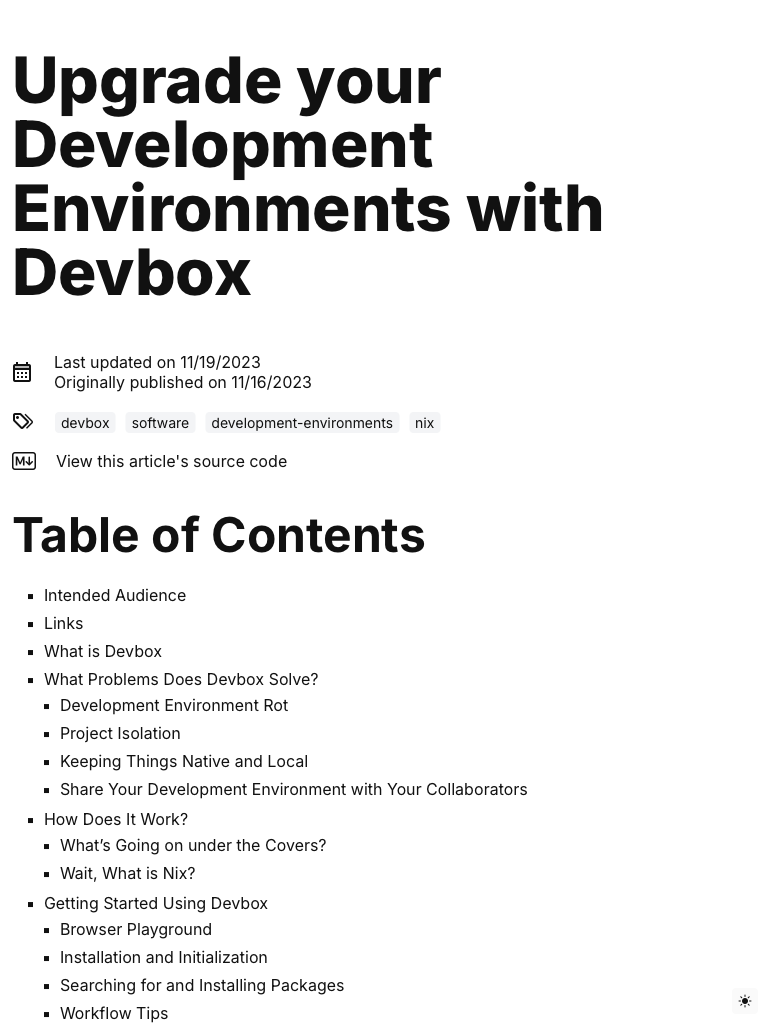 Upgrade your
Development
Environments with
Devbox
Last updated on 11/19/2023
Originally published on 11/16/2023
devbox software development-environments nix
View this article's source code
Table of Contents
Intended Audience
Links
What is Devbox
What Problems Does Devbox Solve?
Development Environment Rot
Project Isolation
Keeping Things Native and Local
Share Your Development Environment with Your Collaborators
How Does It Work?
What’s Going on under the Covers?
Wait, What is Nix?
Getting Started Using Devbox
Browser Playground
Installation and Initialization
Searching for and Installing Packages
Workflow Tips